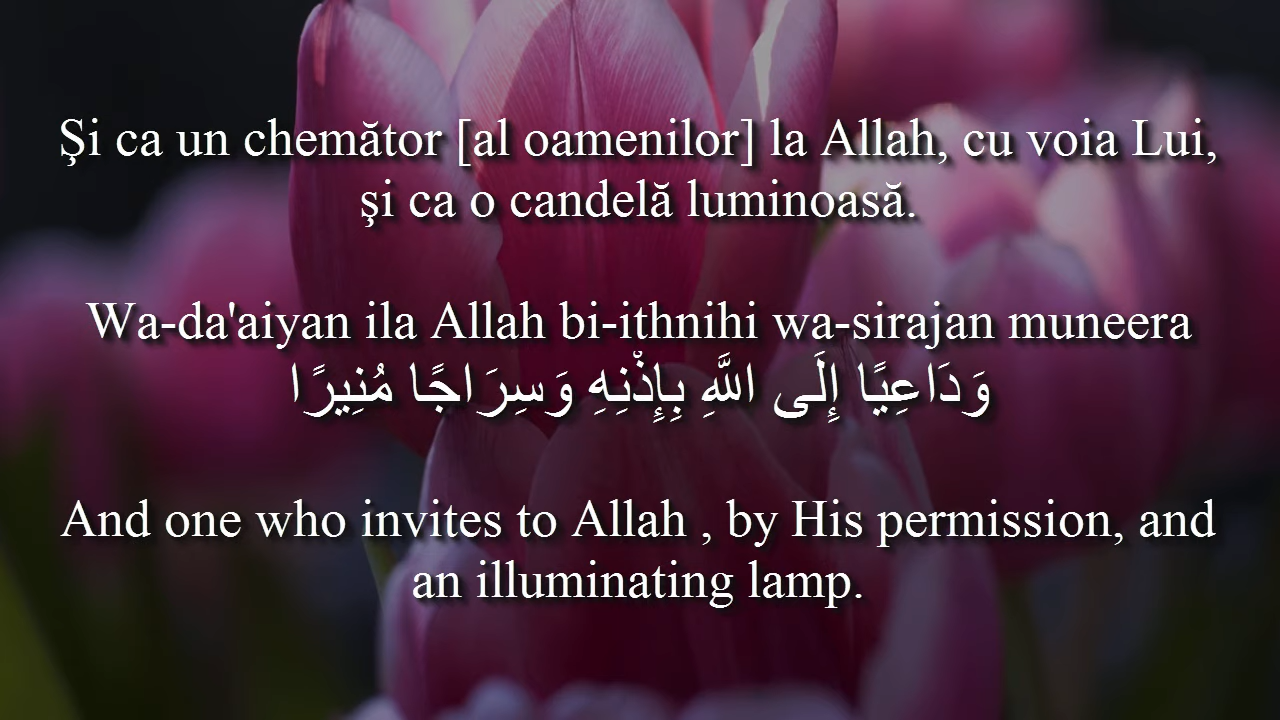 Şi ca un chemător [al oamenilor] la Allah, cu voia Lui,
şi ca o candelă luminoasă.
Wa-da'aiyan ila Allah bi-ithnihi wa-sirajan muneera
وَدَاعِيًا إِلَى اللَّهِ بِإِذْنِهِ وَسِرَاجًا مُنِيرًا
And one who invites to Allah , by His permission, and
an illuminating lamp.